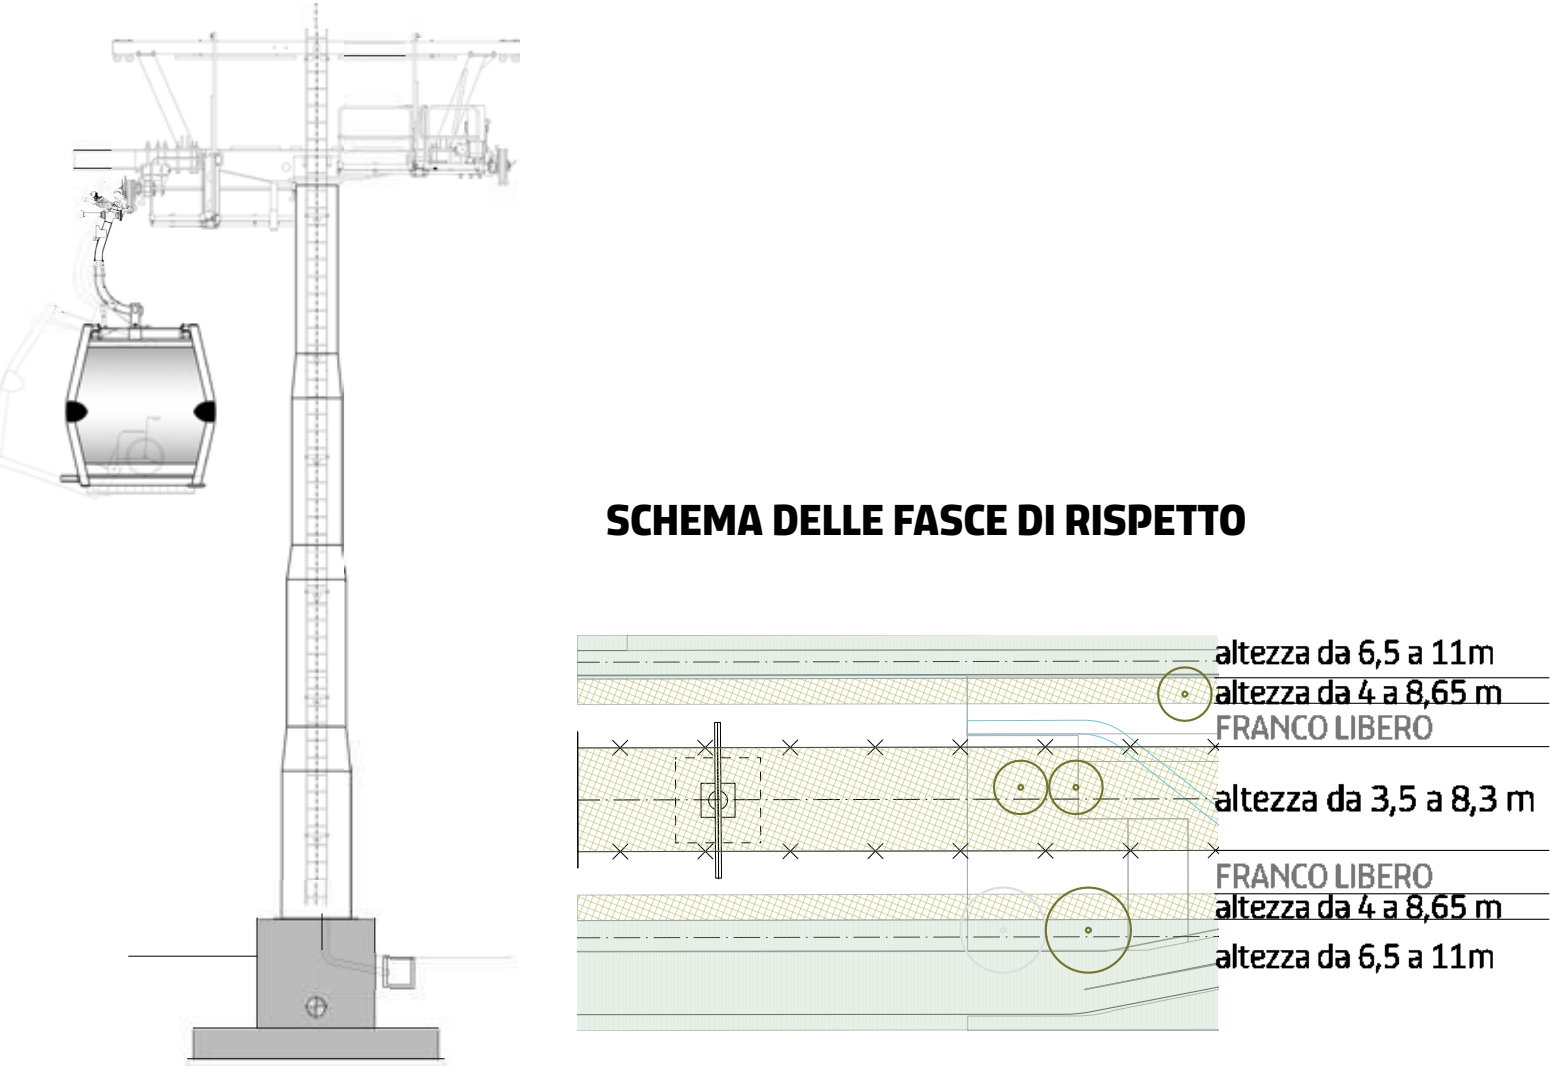 SCHEMA DELLE FASCE DI RISPETTO
altezza da 6,5 a 11m
altezza da 4 a 8,65 m
FRANCO LIBERO
altezza da 3,5 a 8,3 m
FRANCO LIBERO
altezza da 4 a 8,65 m
altezza da 6,5 a 11m